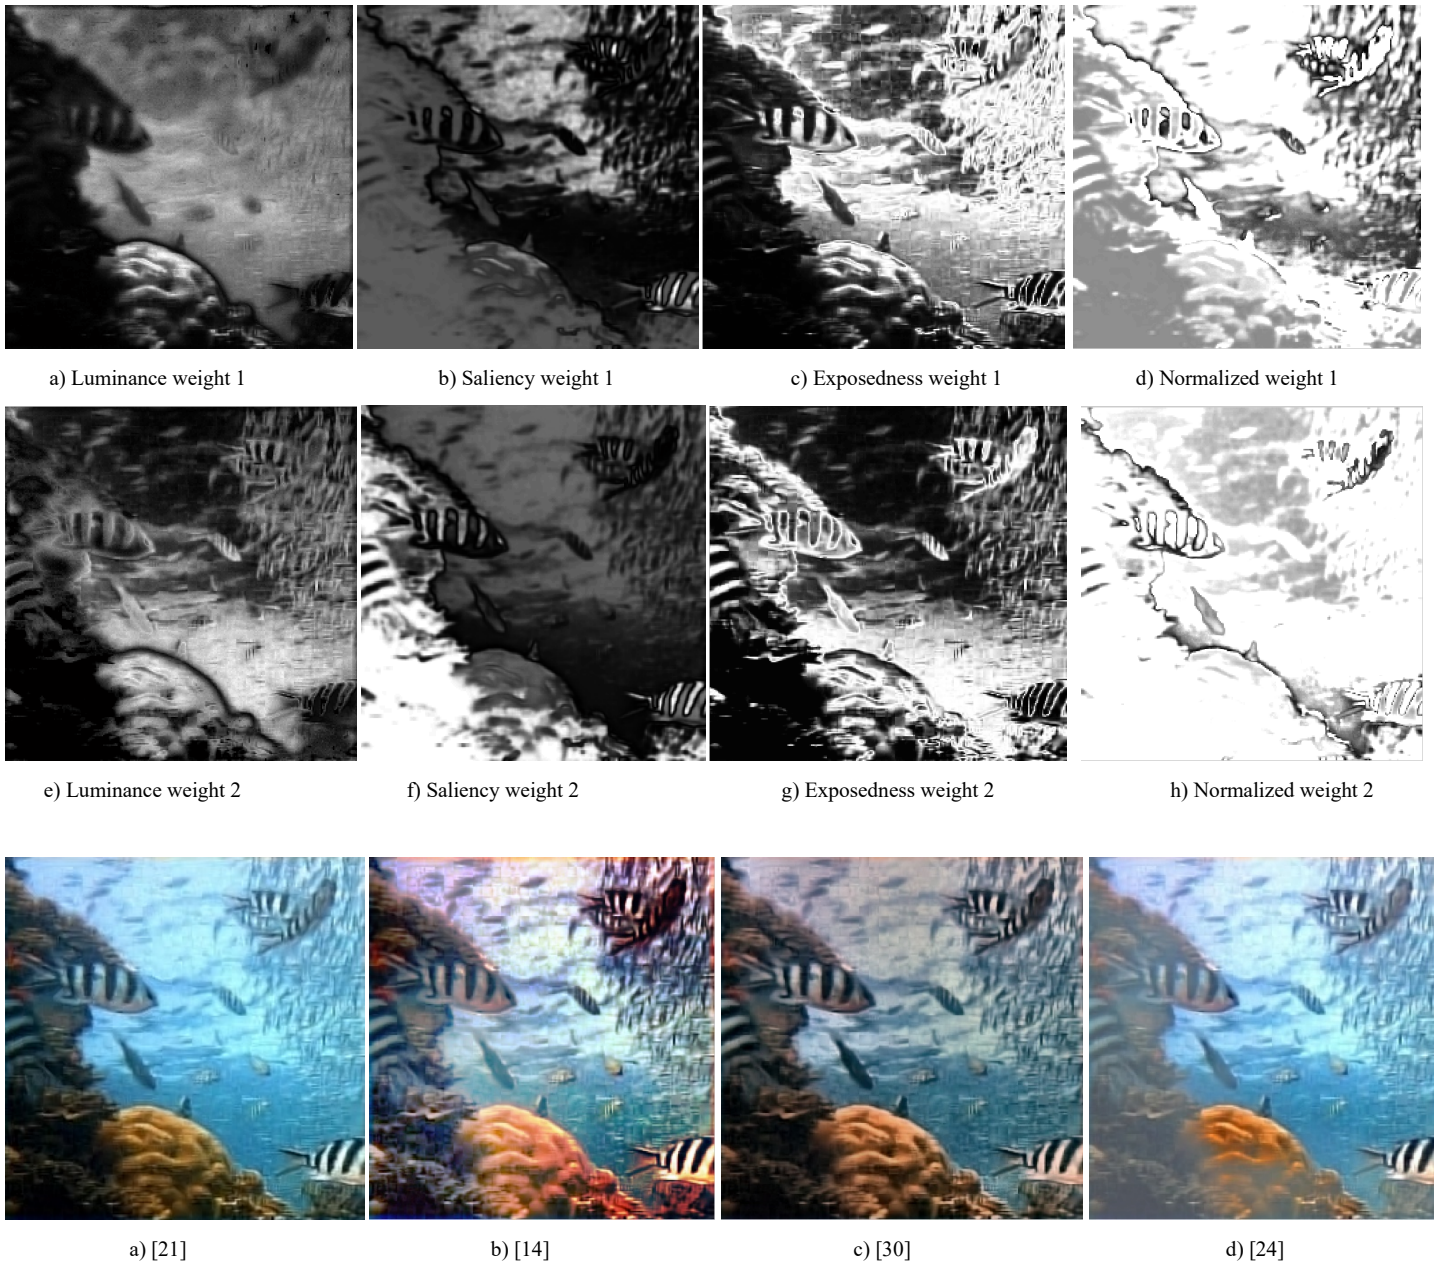 a) Luminance weight 1
b) Saliency weight 1
c) Exposedness weight 1
d) Normalized weight 1
e) Luminance weight 2
f) Saliency weight 2
g) Exposedness weight 2
h) Normalized weight 2
a) [21]
b) [14]
c) [30]
d) [24]